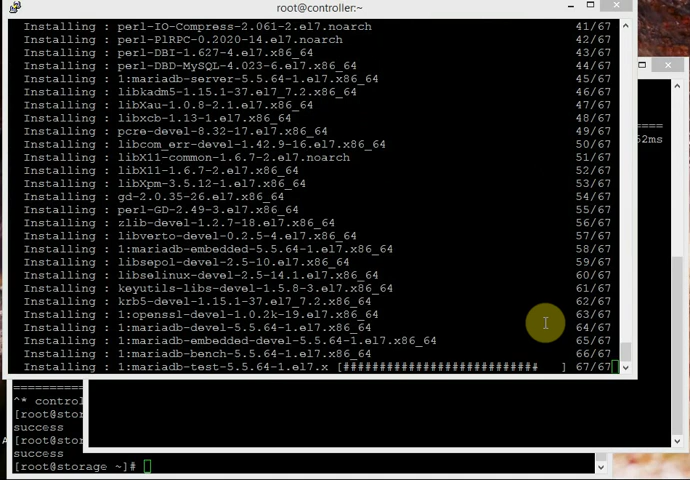 root@controller:~
Installing : perl-IO-Compress-2.061-2.el7.noarch 41/67
Installing : perl-PlRPC-0.2020-14.el7.noarch 42/67
Installing : perl-DBI-1.627-4.el7.x86_64 43/67
Installing : perl-DBD-MySQL-4.023-6.el7.x86_64 44/67
Installing : 1:mariadb-server-5.5.64-1.el7.x86_64 45/67
Installing : libkadm5-1.15.1-37.el7_7.2.x86_64 46/67
Installing : libXau-1.0.8-2.1.el7.x86_64 47/67
Installing : libxcb-1.13-1.el7.x86_64 48/67
Installing : pcre-devel-8.32-17.el7.x86_64 49/67
Installing : libcom_err-devel-1.42.9-16.el7.x86_64 50/67
Installing : libX11-common-1.6.7-2.el7.noarch 51/67
Installing : libX11-1.6.7-2.el7.x86_64 52/67
Installing : libXpm-3.5.12-1.el7.x86_64 53/67
Installing : gd-2.0.35-26.el7.x86_64 54/67
Installing : perl-GD-2.49-3.el7.x86_64 55/67
Installing : zlib-devel-1.2.7-18.el7.x86_64 56/67
Installing : libverto-devel-0.2.5-4.el7.x86_64 57/67
Installing : 1:mariadb-embedded-5.5.64-1.el7.x86_64 58/67
Installing : libsepol-devel-2.5-10.el7.x86_64 59/67
Installing : libselinux-devel-2.5-14.1.el7.x86_64 60/67
Installing : keyutils-libs-devel-1.5.8-3.el7.x86_64 61/67
Installing : krb5-devel-1.15.1-37.el7_7.2.x86_64 62/67
Installing : 1:openssl-devel-1.0.2k-19.el7.x86_64 63/67
Installing : 1:mariadb-devel-5.5.64-1.el7.x86_64 64/67
Installing : 1:mariadb-embedded-devel-5.5.64-1.el7.x86_64 65/67
Installing : 1:mariadb-bench-5.5.64-1.el7.x86_64 66/67
Installing : 1:mariadb-test-5.5.64-1.el7.x [########################### ] 67/67
=====
52ms
==========
^* control
[root@stor
success
[root@stor
success
[root@storage ~]#